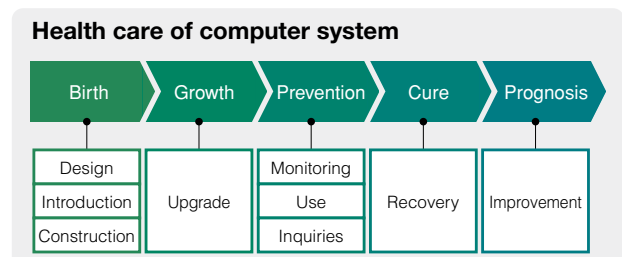 Health care of computer system
Birth
Growth
Prevention
Cure
Prognosis
Design
Introduction
Construction
Upgrade
Monitoring
Use
Inquiries
Recovery
Improvement